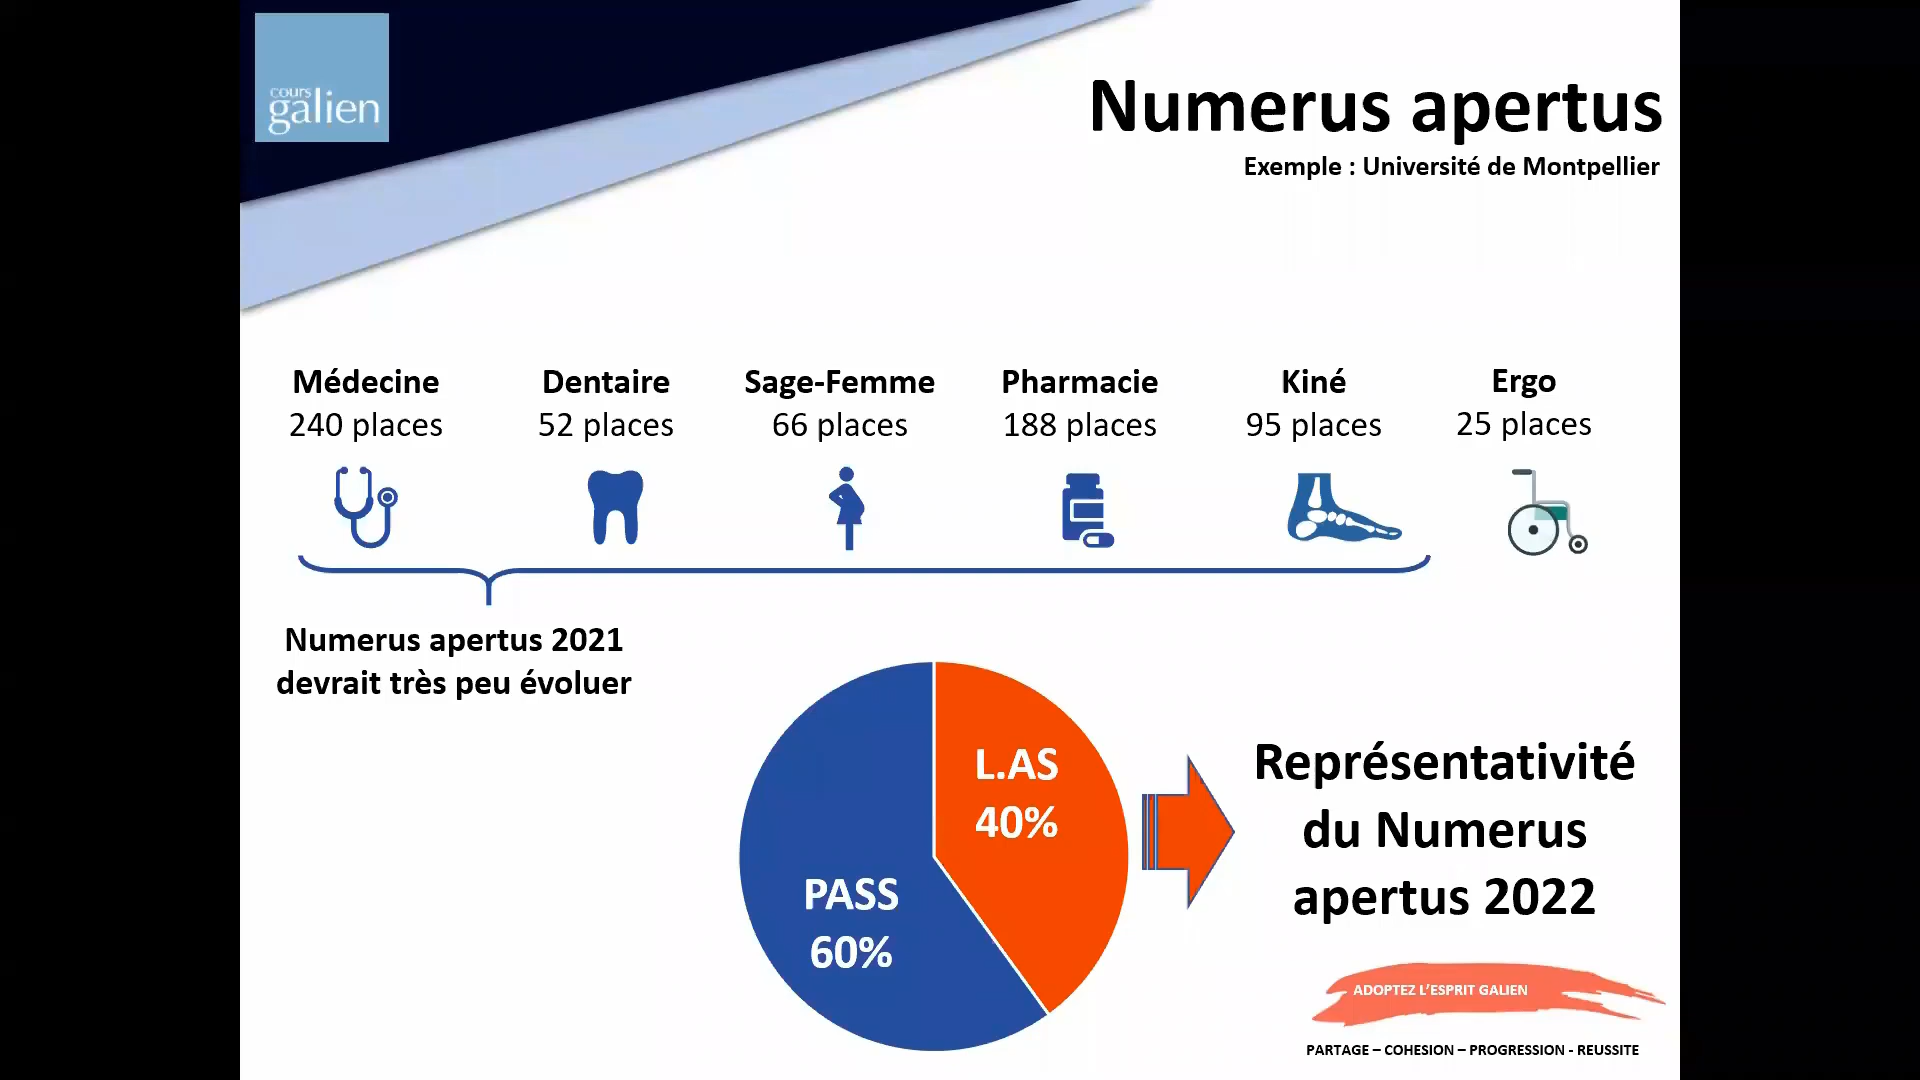 cours
galien
Numerus apertus
Exemple : Université de Montpellier
Médecine
240 places
Dentaire
52 places
Sage-Femme
66 places
Pharmacie
188 places
Kiné
95 places
Ergo
25 places
Numerus apertus 2021
devrait très peu évoluer
L.AS
40%
PASS
60%
Représentativité
du Numerus
apertus 2022
ADOPTEZ L’ESPRIT GALIEN
PARTAGE – COHESION – PROGRESSION - REUSSITE